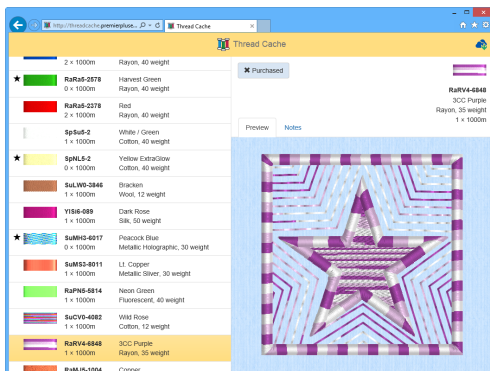 http://threadcache.premierpluse...
Thread Cache
Thread Cache
2 × 1000m
Rayon, 40 weight
RaRa5-2578
Harvest Green
0 × 1000m
Rayon, 40 weight
RaRa5-2378
Red
2 × 1000m
Rayon, 40 weight
SpSu5-2
White / Green
1 × 1000m
Cotton, 40 weight
SpNL5-2
Yellow ExtraGlow
0 × 1000m
Cotton, 40 weight
SuLW0-3846
Bracken
1 × 1000m
Wool, 12 weight
YlSi6-089
Dark Rose
1 × 1000m
Silk, 50 weight
SuMH3-6017
Peacock Blue
0 × 1000m
Metallic Holographic, 30 weight
SuMS3-8011
Lt. Copper
1 × 1000m
Metallic Sliver, 30 weight
RaPN5-5814
Neon Green
1 × 1000m
Fluorescent, 40 weight
SuCV0-4082
Wild Rose
1 × 1000m
Cotton, 12 weight
RaRV4-6848
3CC Purple
1 × 1000m
Rayon, 35 weight
RaMJ5-1004
Copper
Purchased
RaRV4-6848
3CC Purple
Rayon, 35 weight
1 × 1000m
Preview
Notes